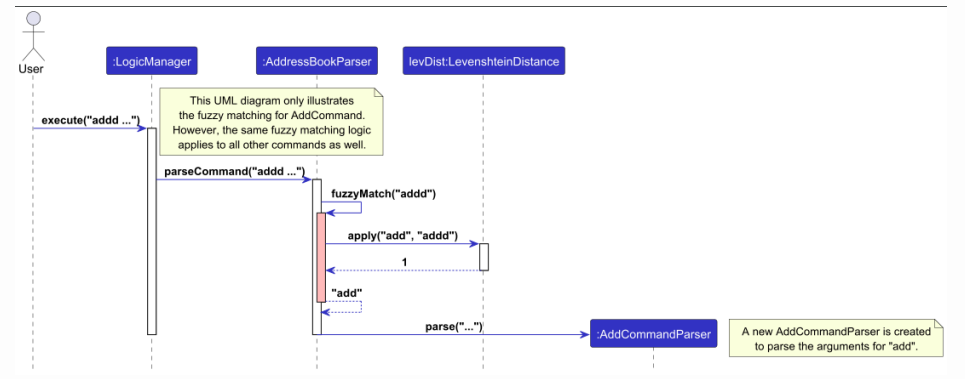 User
:LogicManager
:AddressBookParser
levDist:LevenshteinDistance
This UML diagram only illustrates
the fuzzy matching for AddCommand.
However, the same fuzzy matching logic
applies to all other commands as well.
execute("addd ...")
parseCommand("addd ...")
fuzzyMatch("addd")
apply("add", "addd")
1
"add"
parse("...")
:AddCommandParser
A new AddCommandParser is created
to parse the arguments for "add".